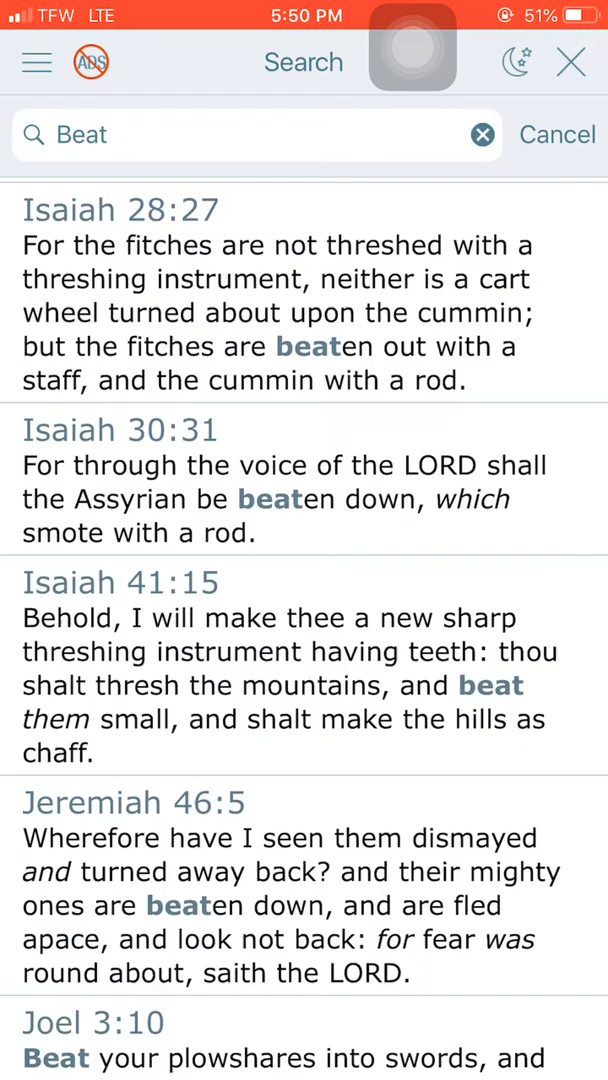 TFW LTE 5:50 PM 51%
ADS Search
Beat Cancel
Isaiah 28:27
For the fitches are not threshed with a
threshing instrument, neither is a cart
wheel turned about upon the cummin;
but the fitches are beaten out with a
staff, and the cummin with a rod.
Isaiah 30:31
For through the voice of the LORD shall
the Assyrian be beaten down, which
smote with a rod.
Isaiah 41:15
Behold, I will make thee a new sharp
threshing instrument having teeth: thou
shalt thresh the mountains, and beat
them small, and shalt make the hills as
chaff.
Jeremiah 46:5
Wherefore have I seen them dismayed
and turned away back? and their mighty
ones are beaten down, and are fled
apace, and look not back: for fear was
round about, saith the LORD.
Joel 3:10
Beat your plowshares into swords, and